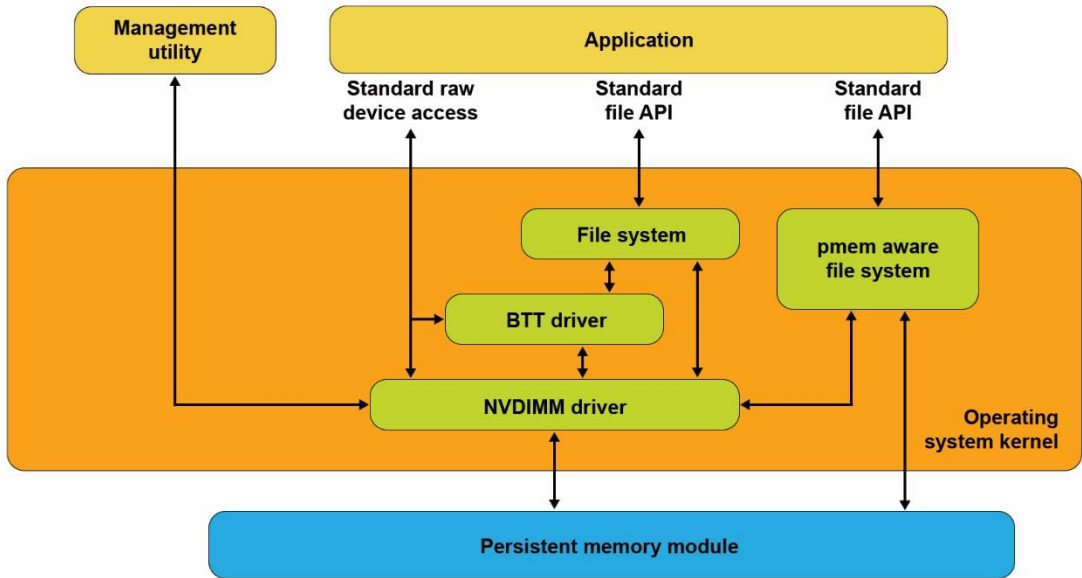 Management
utility
Application
Standard raw
device access
Standard
file API
Standard
file API
File system
pmem aware
file system
BTT driver
NVDIMM driver
Operating
system kernel
Persistent memory module